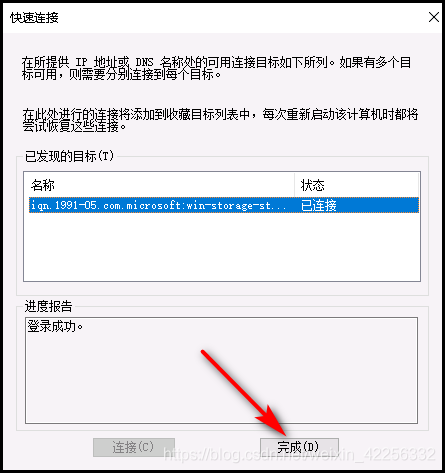 快速连接
在所提供 IP 地址或 DNS 名称处的可用连接目标如下所列。如果有多个目
标可用，则需要分别连接到每个目标。
在此处进行的连接将添加到收藏目标列表中，每次重新启动该计算机时都将
尝试恢复这些连接。
已发现的目标(T)
名称 状态
iqn.1991-05.com.microsoft:win-storage-st... 已连接
进度报告
登录成功。
连接(C) 完成(D)
https://blog.csdn.net/weixin_42256332